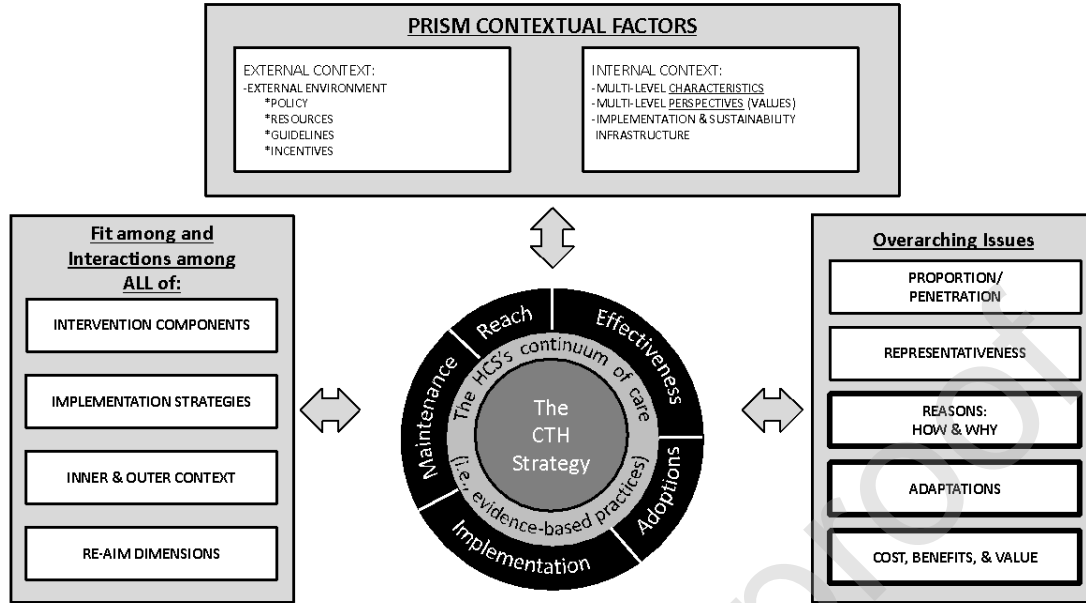 PRISM CONTEXTUAL FACTORS
EXTERNAL CONTEXT:
-EXTERNAL ENVIRONMENT
*POLICY
*RESOURCES
*GUIDELINES
*INCENTIVES
INTERNAL CONTEXT:
-MULTI-LEVEL CHARACTERISTICS
-MULTI-LEVEL PERSPECTIVES (VALUES)
-IMPLEMENTATION & SUSTAINABILITY
INFRASTRUCTURE
Fit among and
Interactions among
ALL of:
INTERVENTION COMPONENTS
IMPLEMENTATION STRATEGIES
INNER & OUTER CONTEXT
RE-AIM DIMENSIONS
Reach
Effectiveness
Adoptions
Implementation
Maintenance
The HCS's continuum of care
(i.e., evidence-based practices)
The
CTH
Strategy
Overarching Issues
PROPORTION/
PENETRATION
REPRESENTATIVENESS
REASONS:
HOW & WHY
ADAPTATIONS
COST, BENEFITS, & VALUE
proof